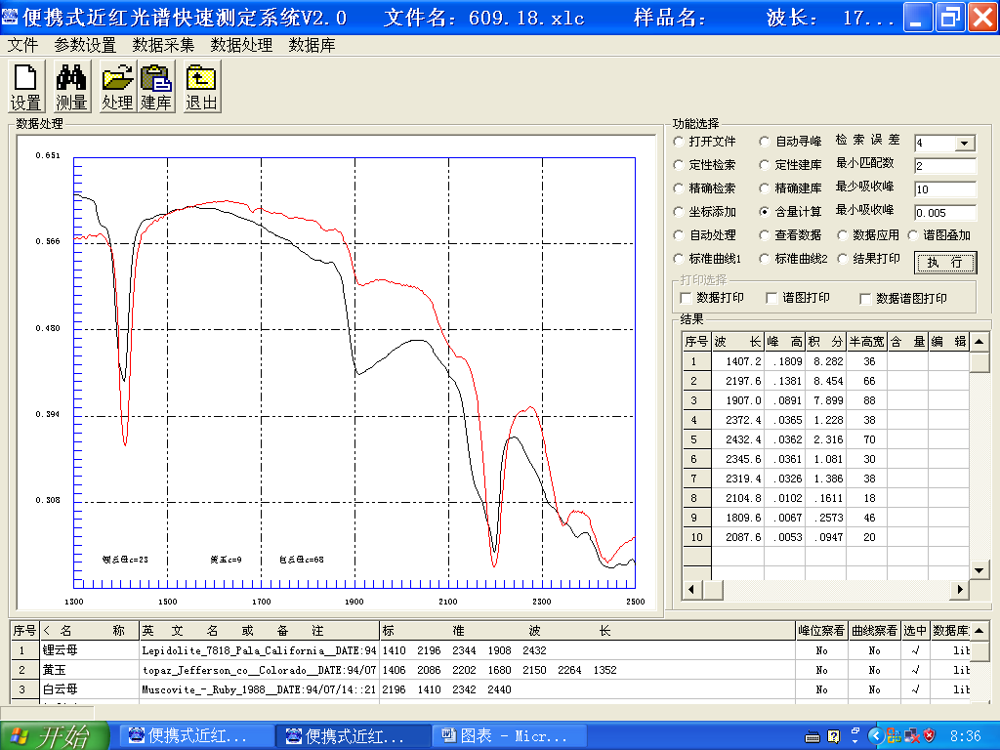 便携式近红光谱快速测定系统V2.0 文件名: 609.18.xlc 样品名: 波长: 17...
文件 参数设置 数据采集 数据处理 数据库
设置 测量 处理 建库 退出
数据处理
0.651
0.566
0.480
0.394
0.308
锂云母c=23 黄玉c=9 白云母c=68
1300 1500 1700 1900 2100 2300 2500
功能选择
打开文件 自动寻峰 检 索 误 差 4
定性检索 定性建库 最小匹配数 2
精确检索 精确建库 最少吸收峰 10
坐标添加 含量计算 最小吸收峰 0.005
自动处理 查看数据 数据应用 谱图叠加
标准曲线1 标准曲线2 结果打印 执 行
打印选择
数据打印 谱图打印 数据谱图打印
结果
序号 波 长 峰 高 积 分 半高宽 含 量 编 辑
1 1407.2 .1809 8.282 36
2 2197.6 .1381 8.454 66
3 1907.0 .0891 7.899 88
4 2372.4 .0365 1.228 38
5 2432.4 .0362 2.316 70
6 2345.6 .0361 1.081 30
7 2319.4 .0326 1.386 38
8 2104.8 .0102 .1611 18
9 1809.6 .0067 .2573 46
10 2087.6 .0053 .0947 20
序号 < 名 称 英 文 名 或 备 注 标 准 波 长 峰位察看 曲线察看 选中 数据库
1 锂云母 Lepidolite_7818_Pala_California__DATE:94 1410 2196 2344 1908 2432 No No √ lib
2 黄玉 topaz_Jefferson_co__Colorado__DATE:94/07 1406 2086 2202 1680 2150 2264 1352 No No √ lib
3 白云母 Muscovite_-_Ruby_1988__DATE:94/07/14::21 2196 1410 2342 2440 No No √ lib
开始 便携式近红... 便携式近红... 图表 - Micr... 8:36